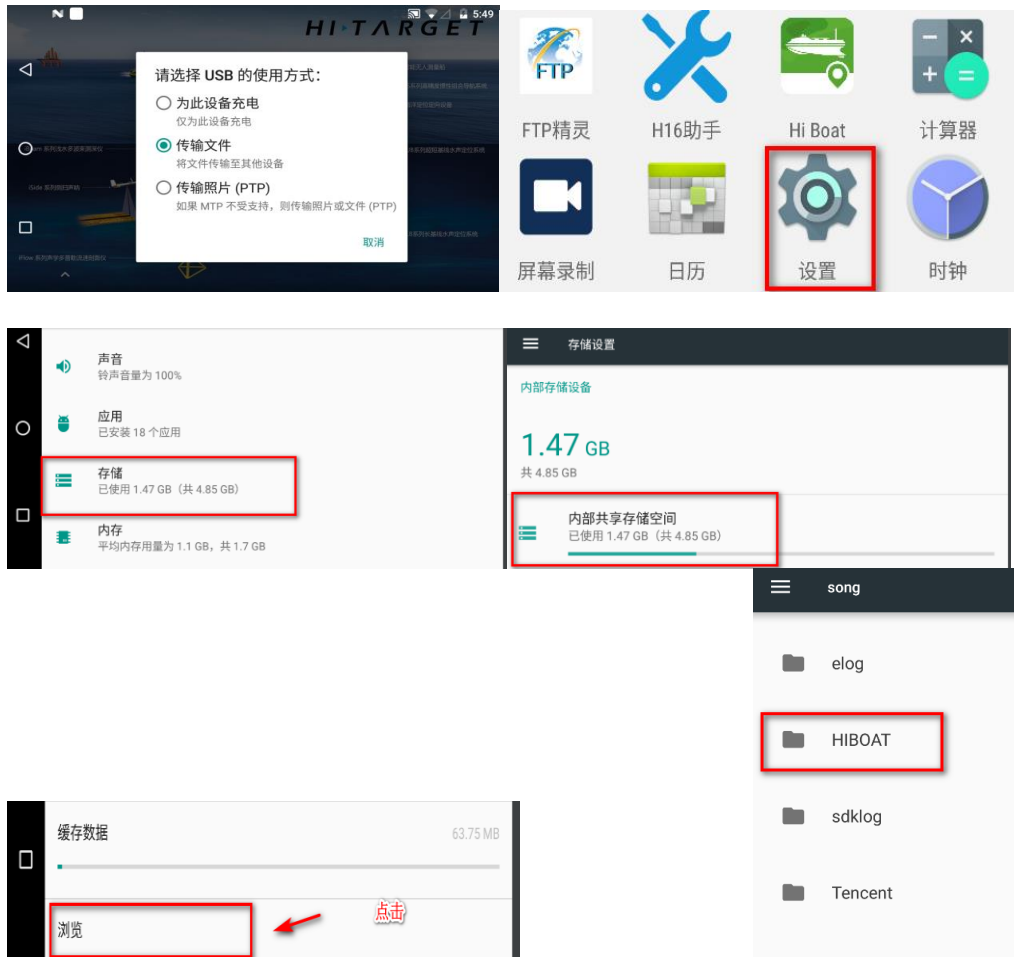 5:49
HI-TARGET
请选择 USB 的使用方式：
为此设备充电
仅为此设备充电
传输文件
将文件传输至其他设备
传输照片 (PTP)
如果 MTP 不受支持，则传输照片或文件 (PTP)
取消
FTP
FTP精灵
H16助手
Hi Boat
计算器
屏幕录制
日历
设置
时钟
声音
铃声音量为 100%
应用
已安装 18 个应用
存储
已使用 1.47 GB（共 4.85 GB）
内存
平均内存用量为 1.1 GB，共 1.7 GB
存储设置
内部存储设备
1.47 GB
共 4.85 GB
内部共享存储空间
已使用 1.47 GB（共 4.85 GB）
song
elog
HIBOAT
sdklog
Tencent
缓存数据
63.75 MB
浏览
点击